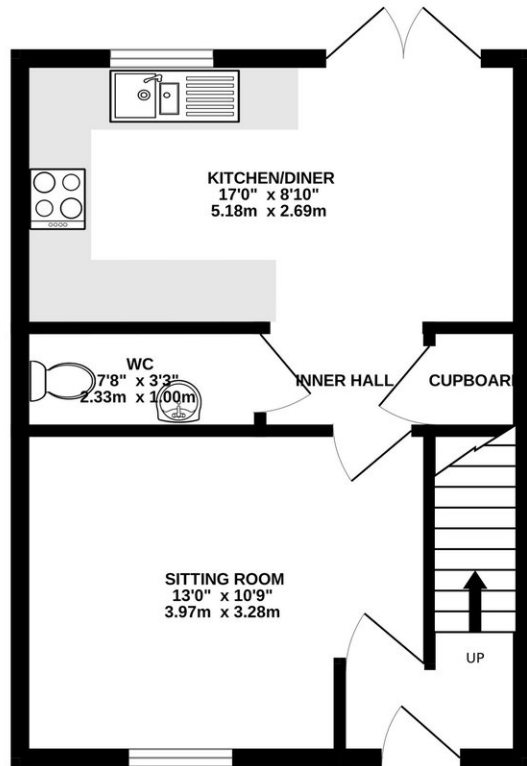 KITCHEN/DINER
17'0" x 8'10"
5.18m x 2.69m
WC
7'8" x 3'3"
2.33m x 1.00m
INNER HALL
CUPBOARD
SITTING ROOM
13'0" x 10'9"
3.97m x 3.28m
UP